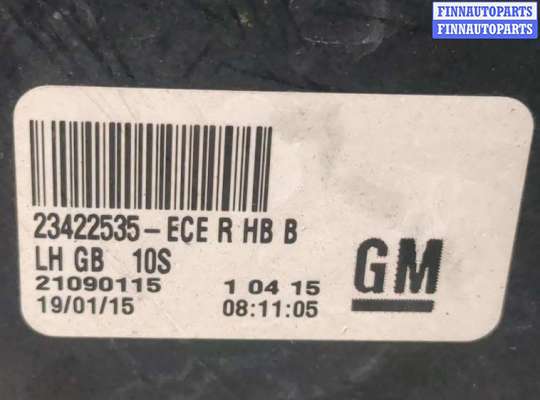 FINNAUTOPARTS
FINNAUTOPARTS
23422535-ECE R HB B
LH GB 10S
21090115 1 04 15
19/01/15 08:11:05
GM